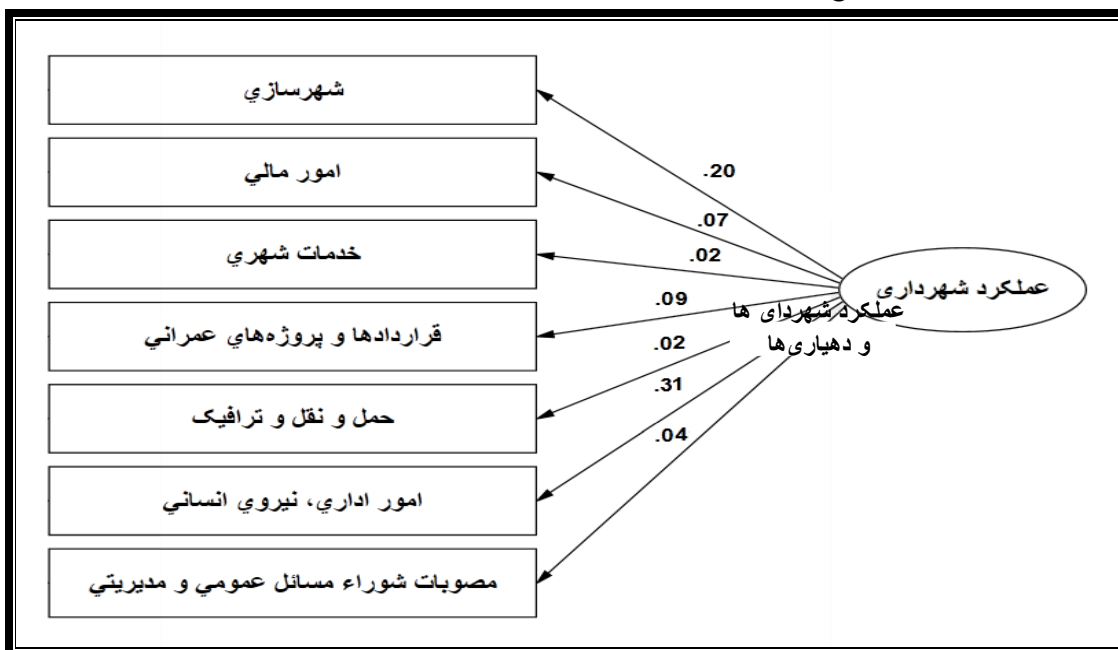 شهرسازي
امور مالي
خدمات شهري
قراردادها و پروژه‌هاي عمراني
حمل و نقل و ترافيک
امور اداري، نيروي انساني
مصوبات شوراء مسائل عمومي و مديريتي
.20
.07
.02
.09
.02
.31
.04
عملکرد شهرداری
عملکرد شهردای ها
و دهیاری‌ها